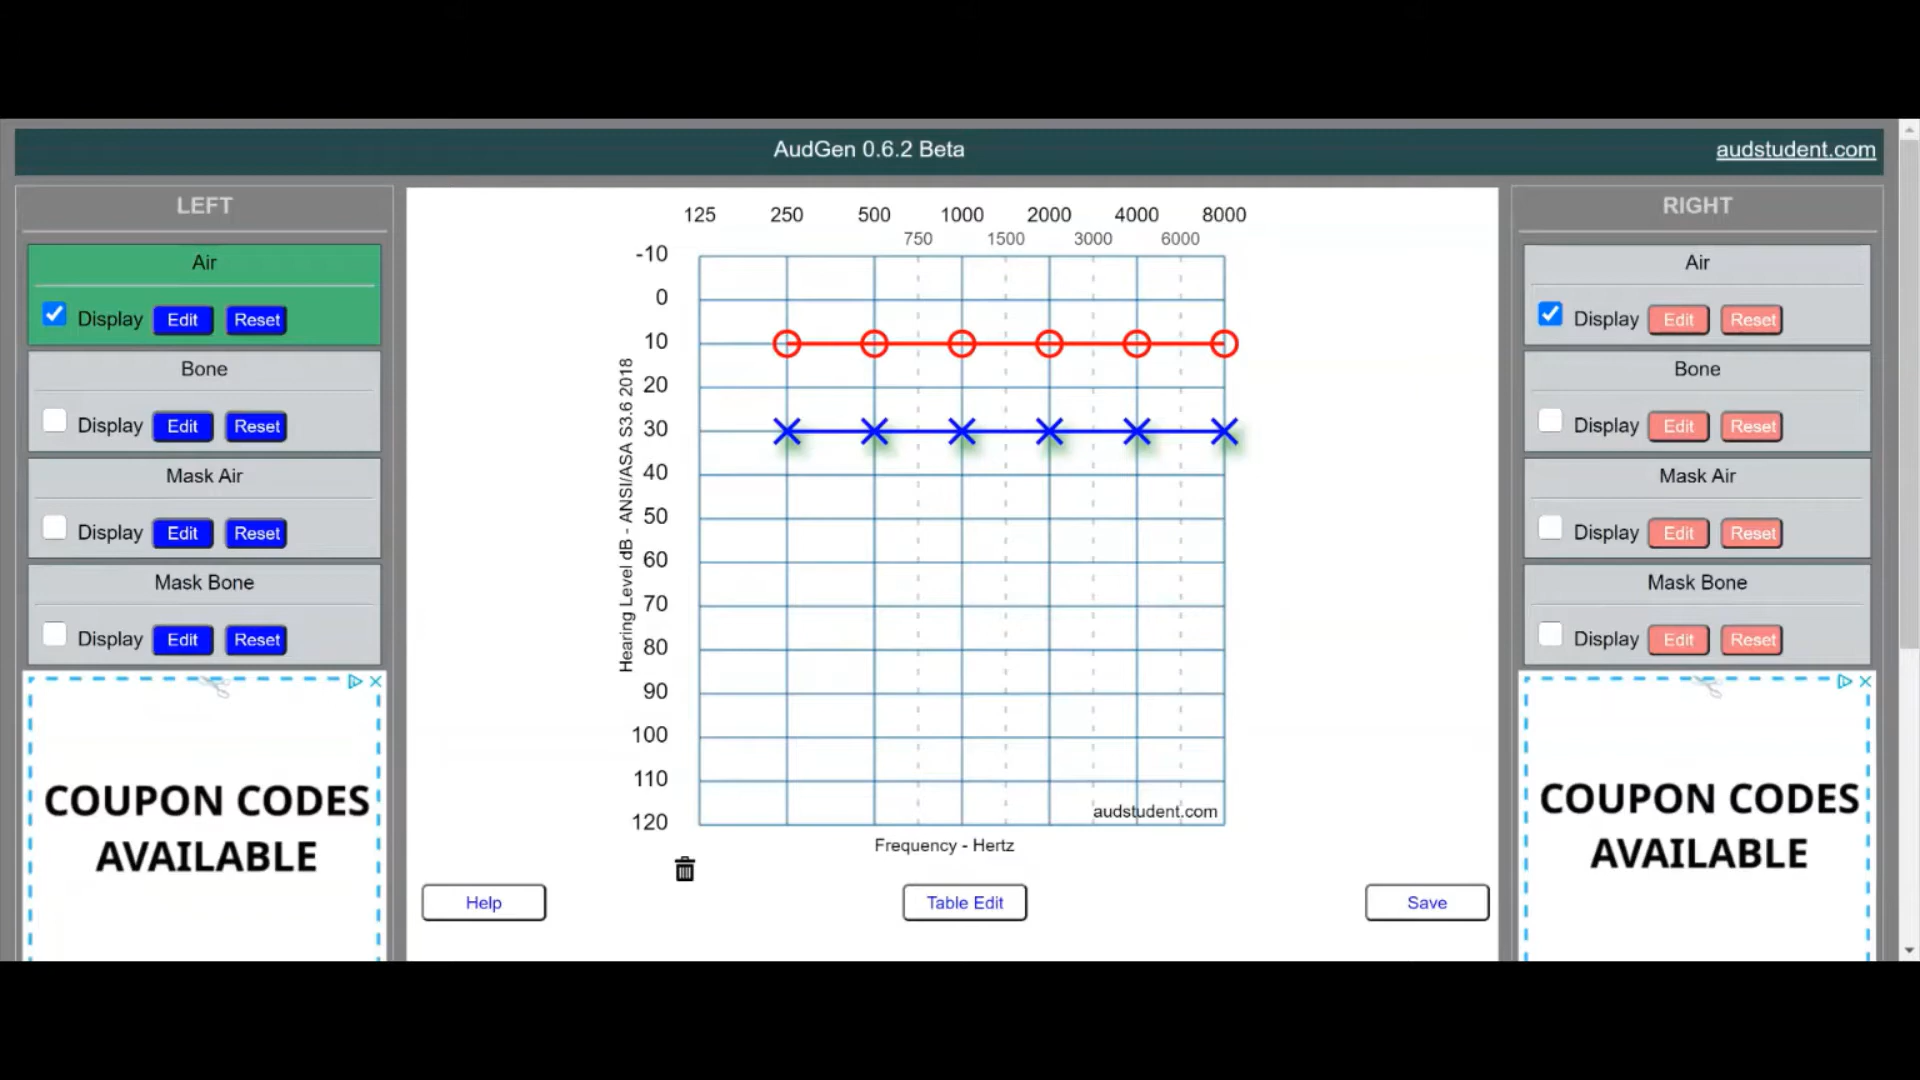 AudGen 0.6.2 Beta
audstudent.com
LEFT
Air
Display Edit Reset
Bone
Display Edit Reset
Mask Air
Display Edit Reset
Mask Bone
Display Edit Reset
COUPON CODES
AVAILABLE
125 250 500 1000 2000 4000 8000
750 1500 3000 6000
-10
0
10
20
30
40
50
60
70
80
90
100
110
120
Hearing Level dB - ANSI/ASA S3.6 2018
audstudent.com
Frequency - Hertz
Help
Table Edit
Save
RIGHT
Air
Display Edit Reset
Bone
Display Edit Reset
Mask Air
Display Edit Reset
Mask Bone
Display Edit Reset
COUPON CODES
AVAILABLE